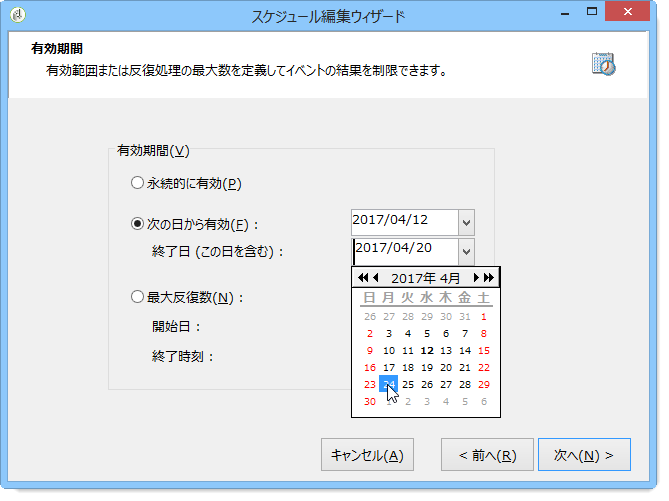 スケジュール編集ウィザード
有効期間
有効範囲または反復処理の最大数を定義してイベントの結果を制限できます。
有効期間(V)
永続的に有効(P)
次の日から有効(F) : 2017/04/12
終了日 (この日を含む) : 2017/04/20
2017年 4月
日 月 火 水 木 金 土
26 27 28 29 30 31 1
2 3 4 5 6 7 8
9 10 11 12 13 14 15
16 17 18 19 20 21 22
23 24 25 26 27 28 29
30 1 2 3 4 5 6
最大反復数(N) :
開始日 :
終了時刻 :
キャンセル(A) < 前へ(R) 次へ(N) >